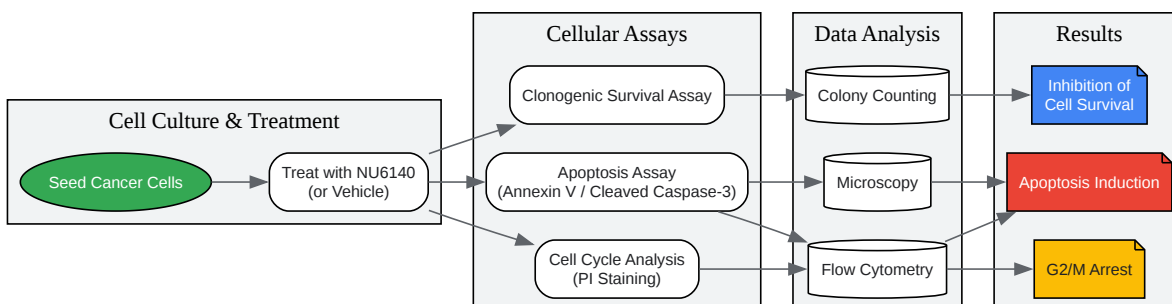 Cell Culture & Treatment
Seed Cancer Cells
Treat with NU6140
(or Vehicle)
Cellular Assays
Clonogenic Survival Assay
Apoptosis Assay
(Annexin V / Cleaved Caspase-3)
Cell Cycle Analysis
(PI Staining)
Data Analysis
Colony Counting
Microscopy
Flow Cytometry
Results
Inhibition of
Cell Survival
Apoptosis Induction
G2/M Arrest